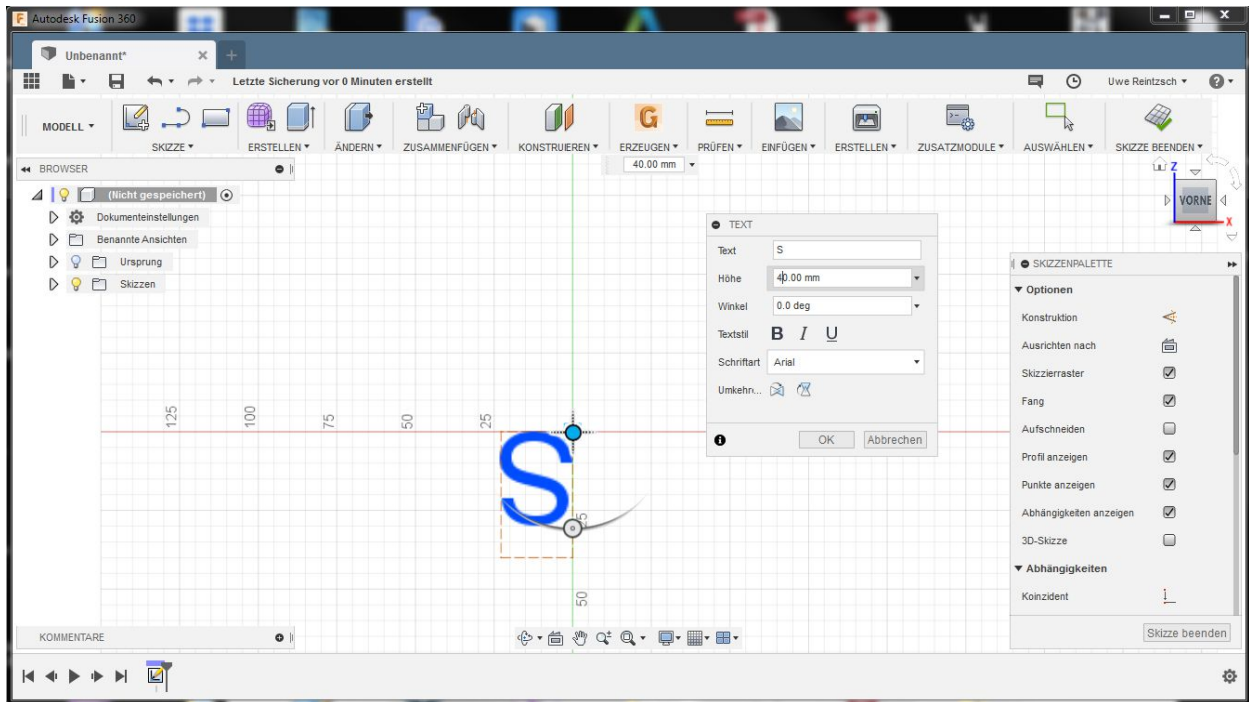 Autodesk Fusion 360
Unbenannt*
Letzte Sicherung vor 0 Minuten erstellt
Uwe Reintzsch
MODELL
SKIZZE
ERSTELLEN
ÄNDERN
ZUSAMMENFÜGEN
KONSTRUIEREN
ERZEUGEN
PRÜFEN
EINFÜGEN
ERSTELLEN
ZUSATZMODULE
AUSWÄHLEN
SKIZZE BEENDEN
BROWSER
40.00 mm
(Nicht gespeichert)
Dokumenteinstellungen
Benannte Ansichten
Ursprung
Skizzen
Z
VORNE
X
TEXT
Text S
Höhe 40.00 mm
Winkel 0.0 deg
Textstil B I U
Schriftart Arial
Umkehr...
OK Abbrechen
SKIZZENPALETTE
Optionen
Konstruktion
Ausrichten nach
Skizzierraster
Fang
Aufschneiden
Profil anzeigen
Punkte anzeigen
Abhängigkeiten anzeigen
3D-Skizze
Abhängigkeiten
Koinzident
Skizze beenden
125 100 75 50 25
S
25
50
KOMMENTARE